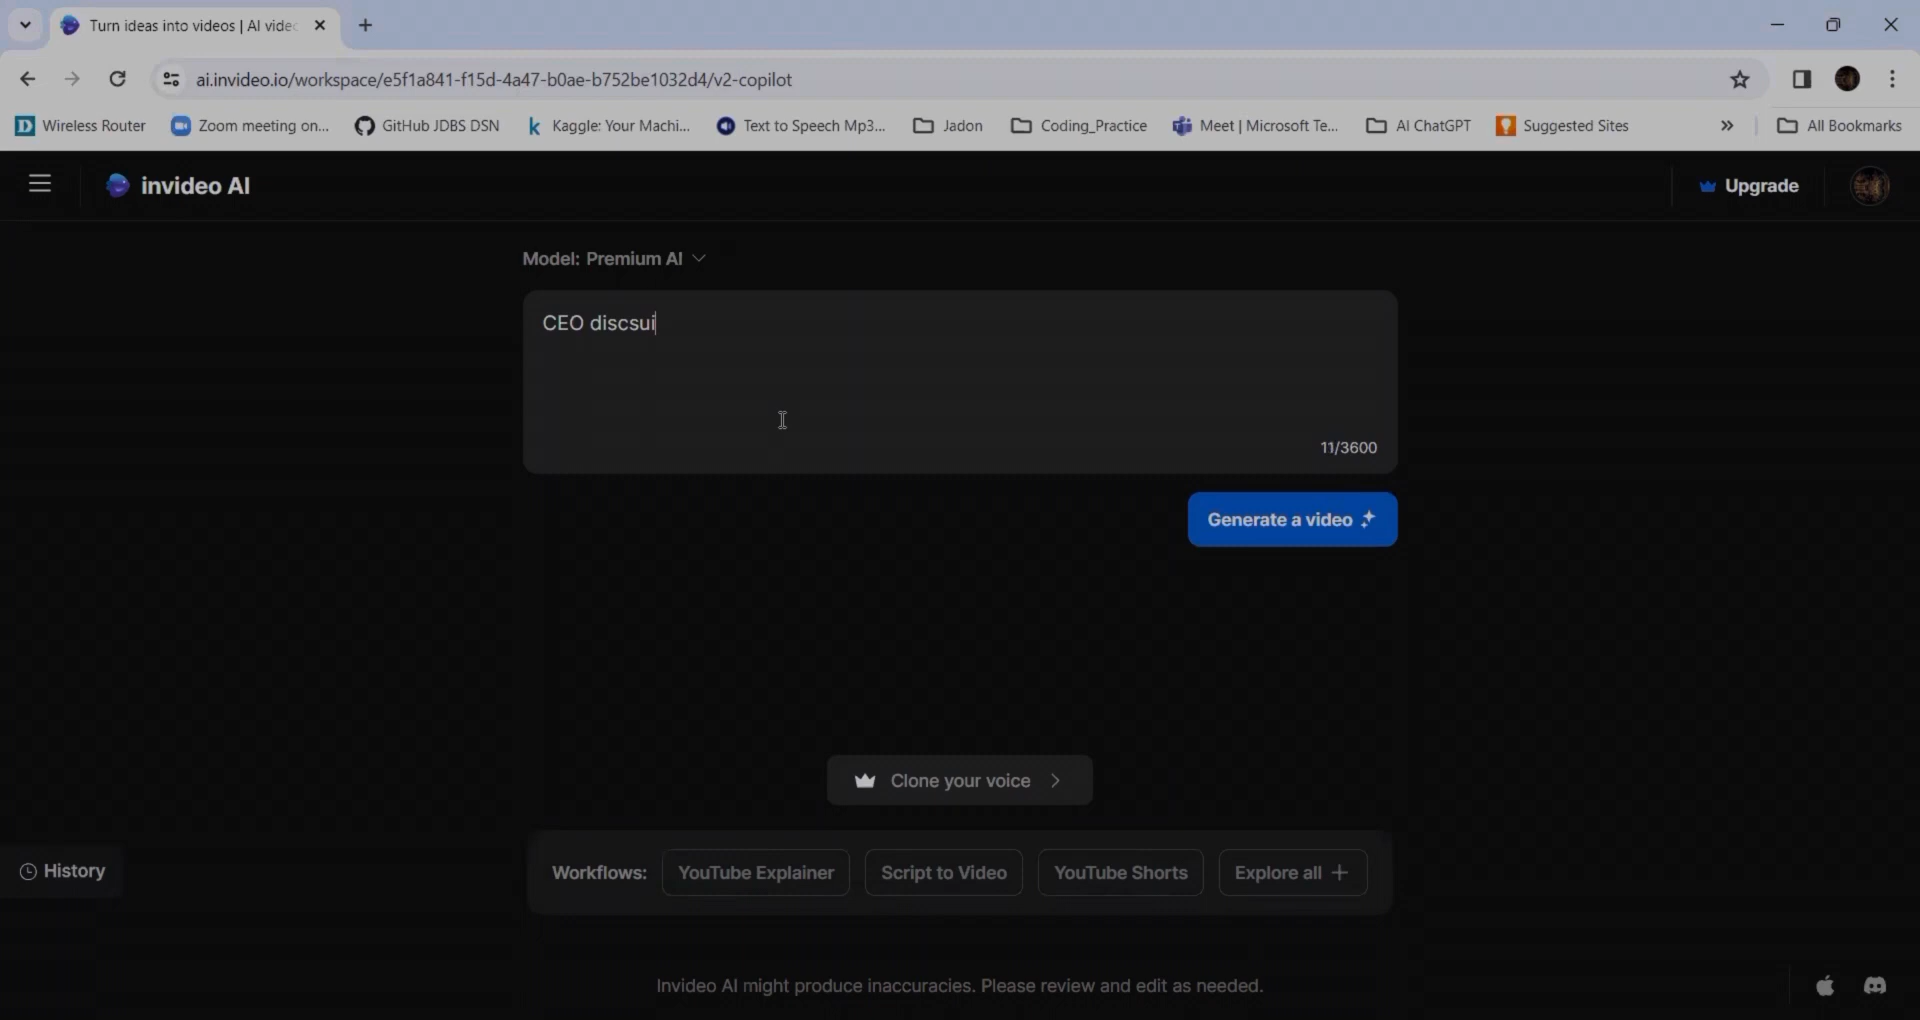 Turn ideas into videos | AI videc
ai.invideo.io/workspace/e5f1a841-f15d-4a47-b0ae-b752be1032d4/v2-copilot
Wireless Router Zoom meeting on... GitHub JDBS DSN Kaggle: Your Machi... Text to Speech Mp3... Jadon Coding_Practice Meet | Microsoft Te... AI ChatGPT Suggested Sites » All Bookmarks
invideo AI Upgrade
Model: Premium AI
CEO discsui
11/3600
Generate a video
Clone your voice
History
Workflows: YouTube Explainer Script to Video YouTube Shorts Explore all +
Invideo AI might produce inaccuracies. Please review and edit as needed.